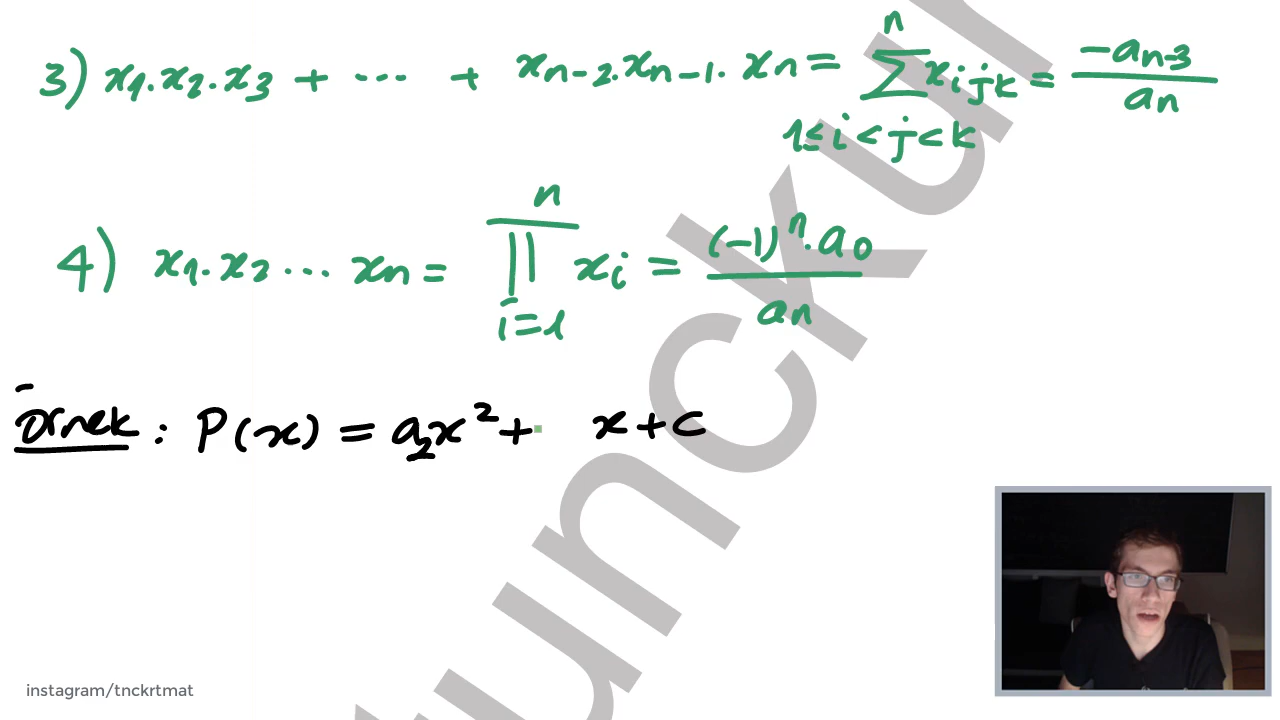 3) x₁.x₂.x₃ + ... + xₙ₋₂.xₙ₋₁.xₙ = n∑1≤i<j<k xᵢⱼₖ = -aₙ₋₃/aₙ
4) x₁.x₂...xₙ = n∏i=1 xᵢ = (-1)ⁿ.a₀/aₙ
örnek : P(x) = a₂x² + x + c
tunckurt
instagram/tnckrtmat